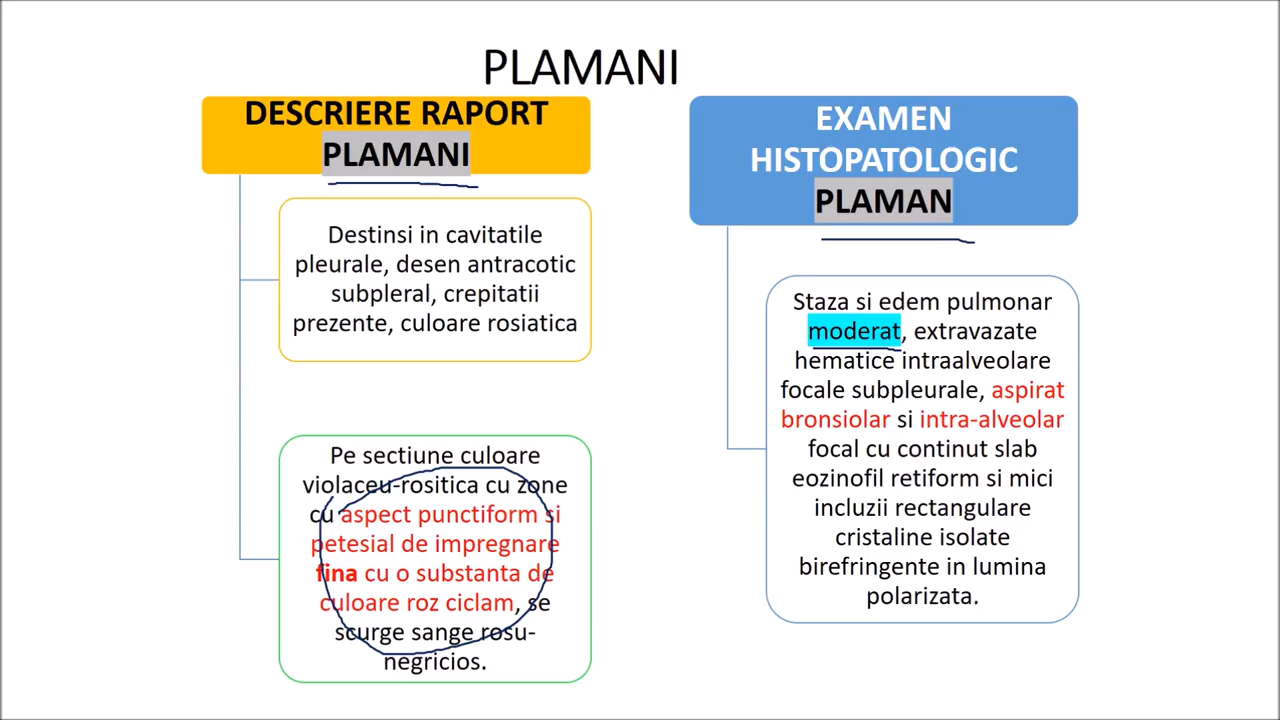 PLAMANI
DESCRIERE RAPORT
PLAMANI
Destinsi in cavitatile
pleurale, desen antracotic
subpleral, crepitatii
prezente, culoare rosiatica
Pe sectiune culoare
violaceu-rositica cu zone
cu aspect punctiform si
petesial de impregnare
fina cu o substanta de
culoare roz ciclam, se
scurge sange rosu-
negricios.
EXAMEN
HISTOPATOLOGIC
PLAMAN
Staza si edem pulmonar
moderat, extravazate
hematice intraalveolare
focale subpleurale, aspirat
bronsiolar si intra-alveolar
focal cu continut slab
eozinofil retiform si mici
incluzii rectangulare
cristaline isolate
birefringente in lumina
polarizata.